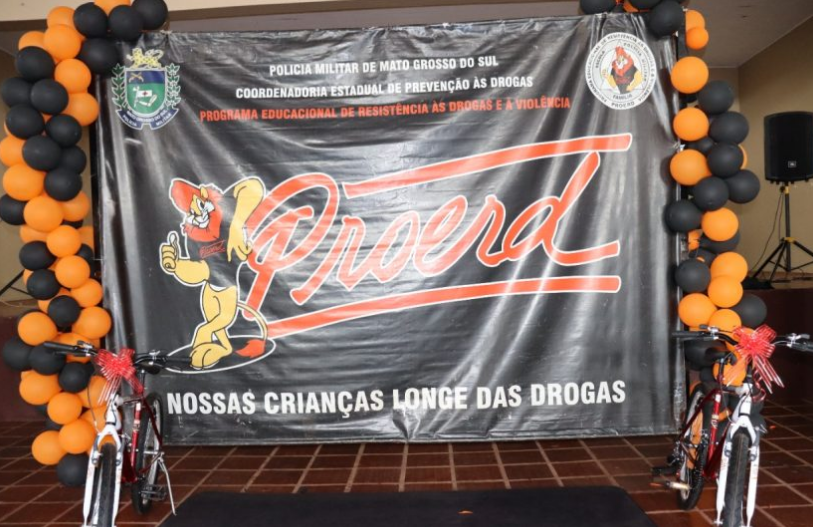 POLICIA MILITAR DE MATO GROSSO DO SUL
COORDENADORIA ESTADUAL DE PREVENÇÃO ÀS DROGAS
PROGRAMA EDUCACIONAL DE RESISTÊNCIA ÀS DROGAS E À VIOLÊNCIA
Proerd
NOSSAS CRIANÇAS LONGE DAS DROGAS